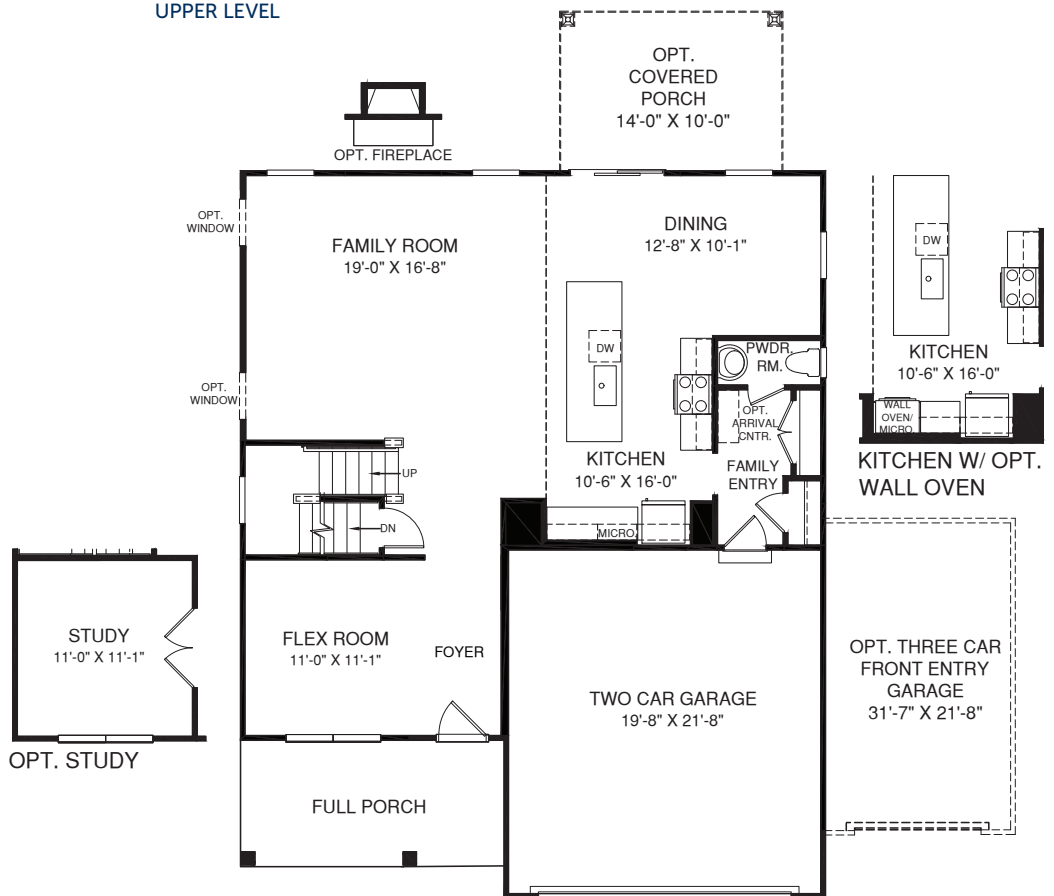 UPPER LEVEL
OPT.
COVERED
PORCH
14'-0" X 10'-0"
OPT. FIREPLACE
OPT.
WINDOW
FAMILY ROOM
19'-0" X 16'-8"
DINING
12'-8" X 10'-1"
DW
DW
KITCHEN
10'-6" X 16'-0"
WALL
OVEN/
MICRO
KITCHEN W/ OPT.
WALL OVEN
PWDR.
RM.
OPT.
WINDOW
OPT.
ARRIVAL
CNTR.
FAMILY
ENTRY
KITCHEN
10'-6" X 16'-0"
UP
DN
MICRO
STUDY
11'-0" X 11'-1"
OPT. STUDY
FLEX ROOM
11'-0" X 11'-1"
FOYER
TWO CAR GARAGE
19'-8" X 21'-8"
OPT. THREE CAR
FRONT ENTRY
GARAGE
31'-7" X 21'-8"
FULL PORCH